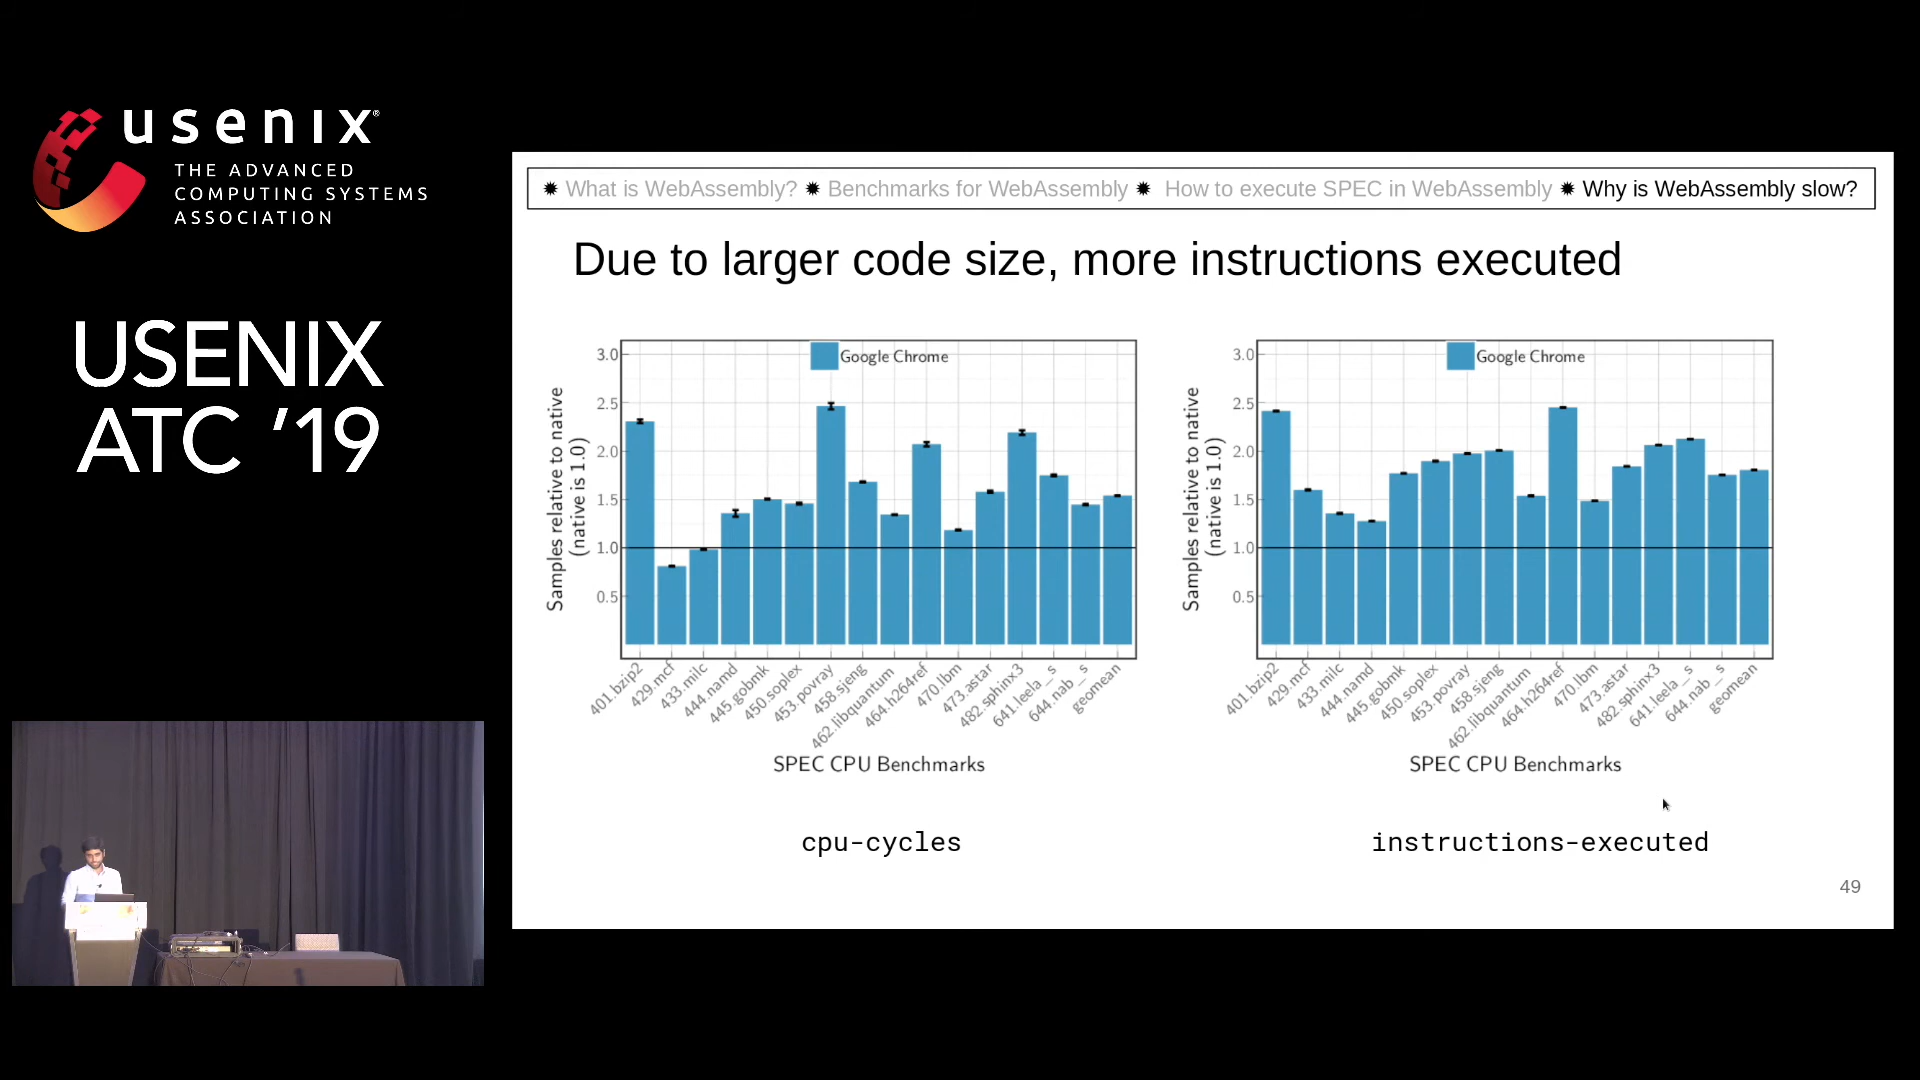 usenix®
THE ADVANCED
COMPUTING SYSTEMS
ASSOCIATION
USENIX
ATC '19
✹ What is WebAssembly? ✹ Benchmarks for WebAssembly ✹ How to execute SPEC in WebAssembly ✹ Why is WebAssembly slow?
Due to larger code size, more instructions executed
Google Chrome
Samples relative to native
(native is 1.0)
3.0
2.5
2.0
1.5
1.0
0.5
401.bzip2
429.mcf
433.milc
444.namd
445.gobmk
450.soplex
453.povray
458.sjeng
462.libquantum
464.h264ref
470.lbm
473.astar
482.sphinx3
641.leela_s
644.nab_s
geomean
SPEC CPU Benchmarks
cpu-cycles
Google Chrome
Samples relative to native
(native is 1.0)
3.0
2.5
2.0
1.5
1.0
0.5
401.bzip2
429.mcf
433.milc
444.namd
445.gobmk
450.soplex
453.povray
458.sjeng
462.libquantum
464.h264ref
470.lbm
473.astar
482.sphinx3
641.leela_s
644.nab_s
geomean
SPEC CPU Benchmarks
instructions-executed
49